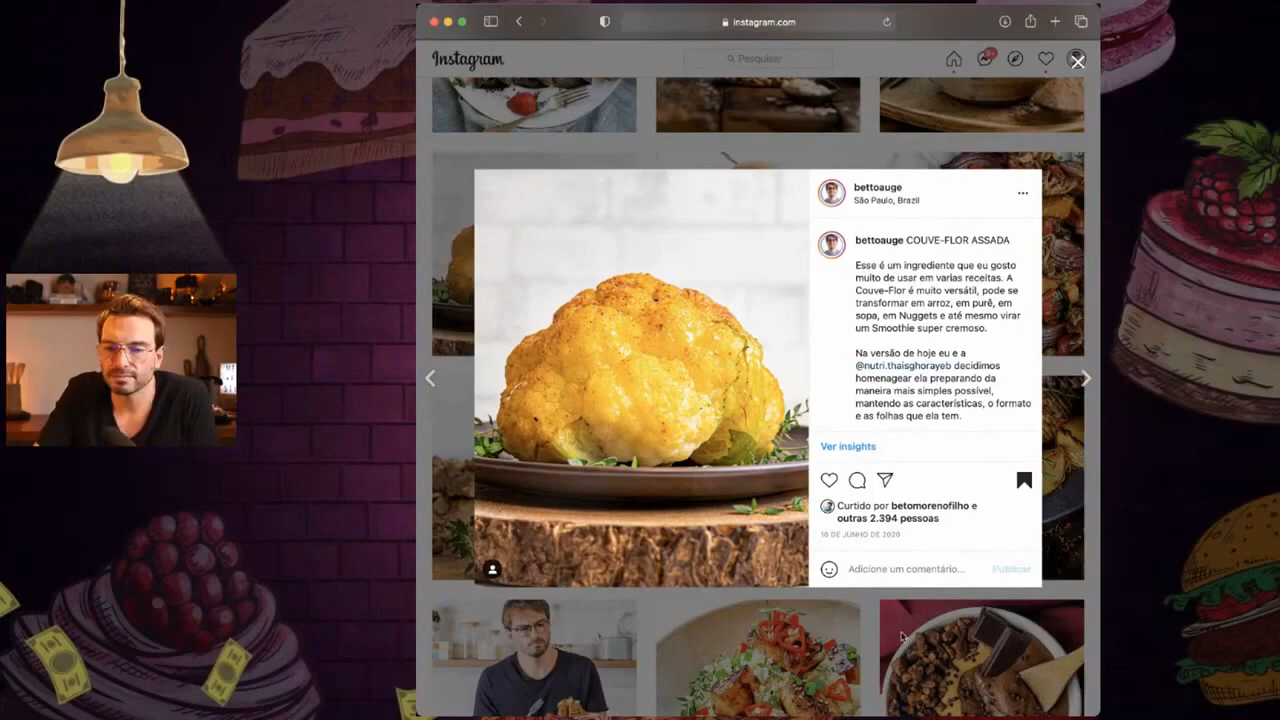 instagram.com
Instagram
Pesquisar
bettoauge
São Paulo, Brazil
bettoauge COUVE-FLOR ASSADA
Esse é um ingrediente que eu gosto
muito de usar em varias receitas. A
Couve-Flor é muito versátil, pode se
transformar em arroz, em purê, em
sopa, em Nuggets e até mesmo virar
um Smoothie super cremoso.
Na versão de hoje eu e a
@nutri.thaisghorayeb decidimos
homenagear ela preparando da
maneira mais simples possível,
mantendo as características, o formato
e as folhas que ela tem.
Ver insights
Curtido por betomorenofilho e
outras 2.394 pessoas
10 DE JUNHO DE 2020
Adicione um comentário...
Publicar